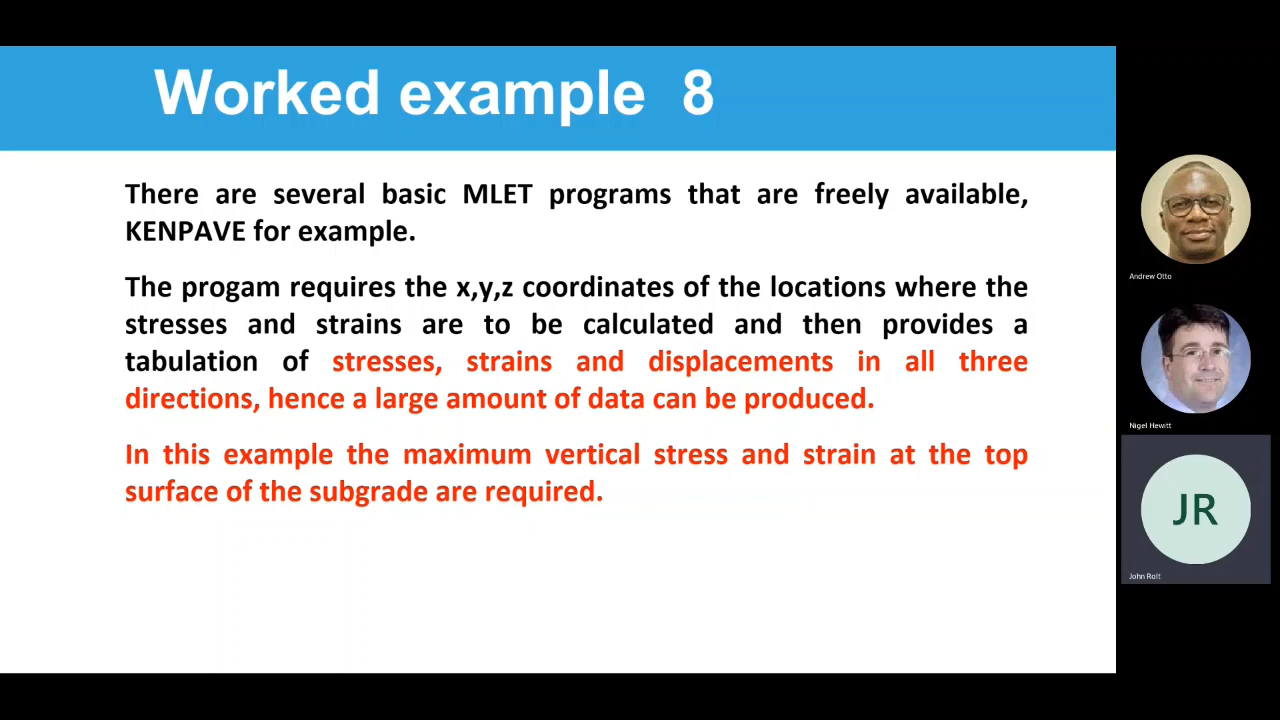 Worked example 8
There are several basic MLET programs that are freely available,
KENPAVE for example.
The progam requires the x,y,z coordinates of the locations where the
stresses and strains are to be calculated and then provides a
tabulation of stresses, strains and displacements in all three
directions, hence a large amount of data can be produced.
In this example the maximum vertical stress and strain at the top
surface of the subgrade are required.
Andrew Otto
Nigel Hewitt
JR
John Rolt